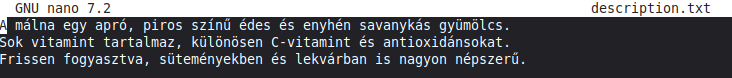 GNU nano 7.2 description.txt
A málna egy apró, piros színű édes és enyhén savanykás gyümölcs.
Sok vitamint tartalmaz, különösen C-vitamint és antioxidánsokat.
Frissen fogyasztva, süteményekben és lekvárban is nagyon népszerű.